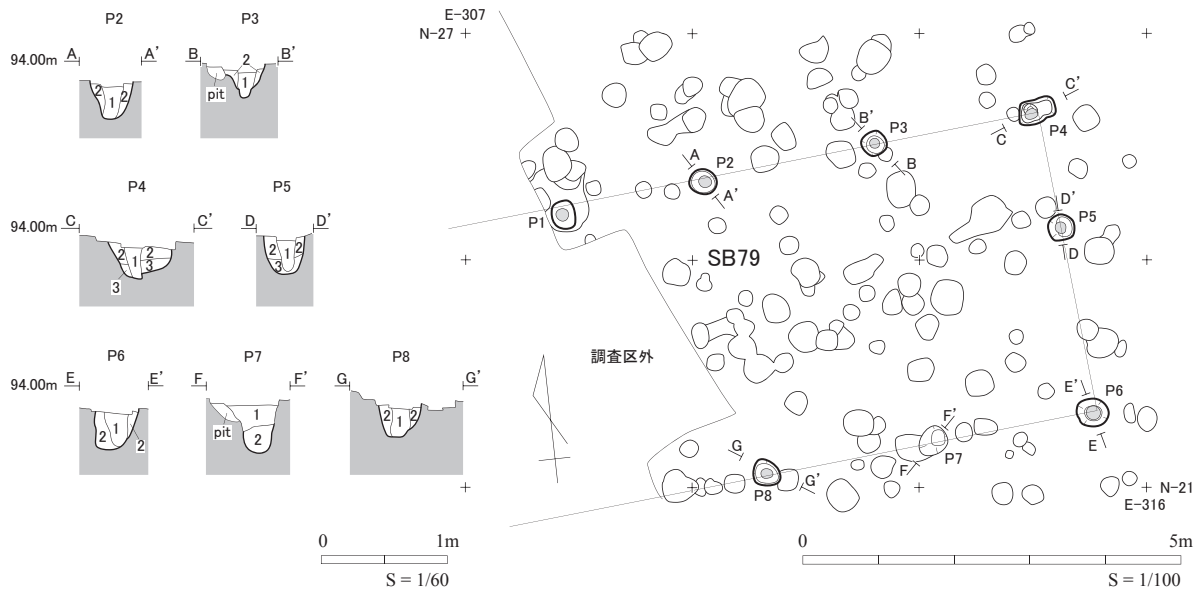 P2
P3
94.00m A A'
B B'
2
2 1 2
1
pit
P4
P5
94.00m C C'
D D'
2 1 2
3
3
2 1 2
3
P6
P7
P8
94.00m E E'
F F'
G G'
2 1
2
1
pit
2
2 1 2
0 1m
S = 1/60
E-307
N-27
P1
A
P2
A'
B'
P3
B
C'
P4
C
D'
P5
D
SB79
調査区外
E'
P6
E
F'
F
P7
G
G'
P8
N-21
E-316
0 5m
S = 1/100